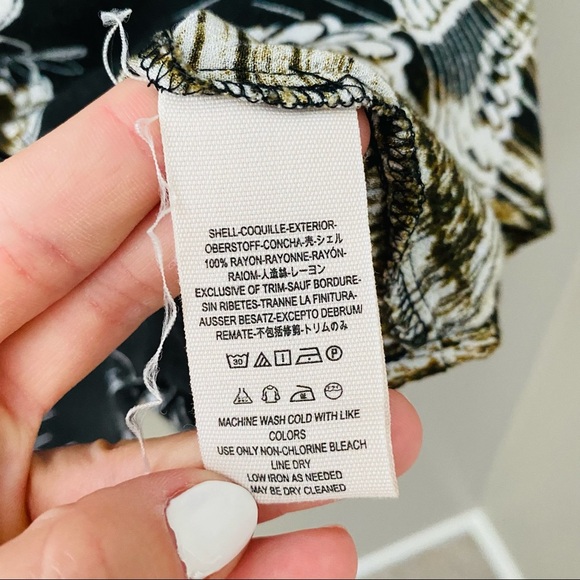 SHELL-COQUILLE-EXTERIOR-
OBERSTOFF-CONCHA-壳-シェル
100% RAYON-RAYONNE-RAYÓN-
RAIOM-人造絲-レーヨン
EXCLUSIVE OF TRIM-SAUF BORDURE-
SIN RIBETES-TRANNE LA FINITURA-
AUSSER BESATZ-EXCEPTO DEBRUM/
REMATE-不包括修剪-トリムのみ
30 P
MACHINE WASH COLD WITH LIKE
COLORS
USE ONLY NON-CHLORINE BLEACH
LINE DRY
LOW IRON AS NEEDED
MAY BE DRY CLEANED